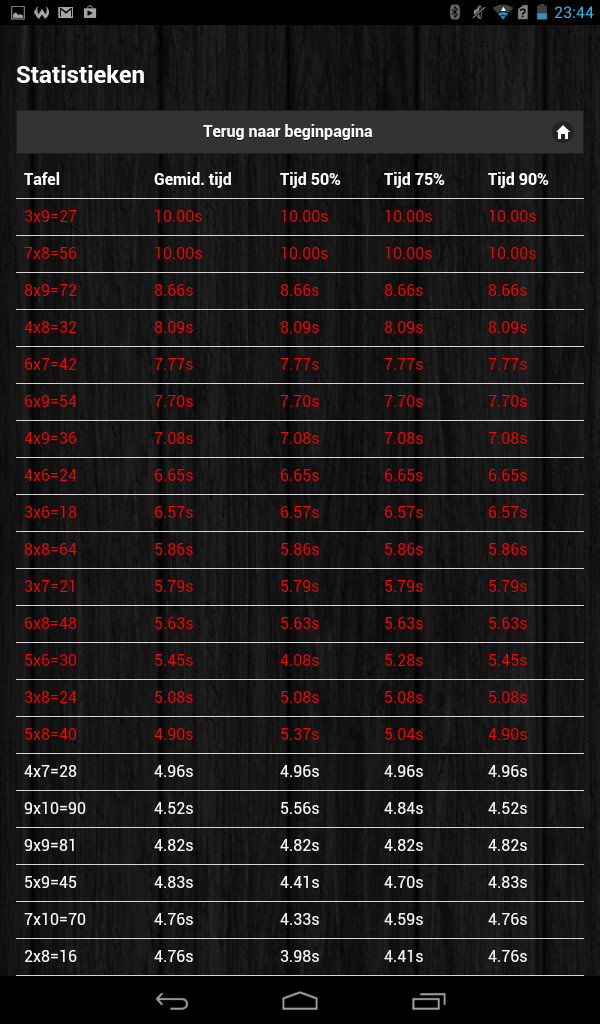 23:44
Statistieken
Terug naar beginpagina
Tafel Gemid. tijd Tijd 50% Tijd 75% Tijd 90%
3x9=27 10.00s 10.00s 10.00s 10.00s
7x8=56 10.00s 10.00s 10.00s 10.00s
8x9=72 8.66s 8.66s 8.66s 8.66s
4x8=32 8.09s 8.09s 8.09s 8.09s
6x7=42 7.77s 7.77s 7.77s 7.77s
6x9=54 7.70s 7.70s 7.70s 7.70s
4x9=36 7.08s 7.08s 7.08s 7.08s
4x6=24 6.65s 6.65s 6.65s 6.65s
3x6=18 6.57s 6.57s 6.57s 6.57s
8x8=64 5.86s 5.86s 5.86s 5.86s
3x7=21 5.79s 5.79s 5.79s 5.79s
6x8=48 5.63s 5.63s 5.63s 5.63s
5x6=30 5.45s 4.08s 5.28s 5.45s
3x8=24 5.08s 5.08s 5.08s 5.08s
5x8=40 4.90s 5.37s 5.04s 4.90s
4x7=28 4.96s 4.96s 4.96s 4.96s
9x10=90 4.52s 5.56s 4.84s 4.52s
9x9=81 4.82s 4.82s 4.82s 4.82s
5x9=45 4.83s 4.41s 4.70s 4.83s
7x10=70 4.76s 4.33s 4.59s 4.76s
2x8=16 4.76s 3.98s 4.41s 4.76s